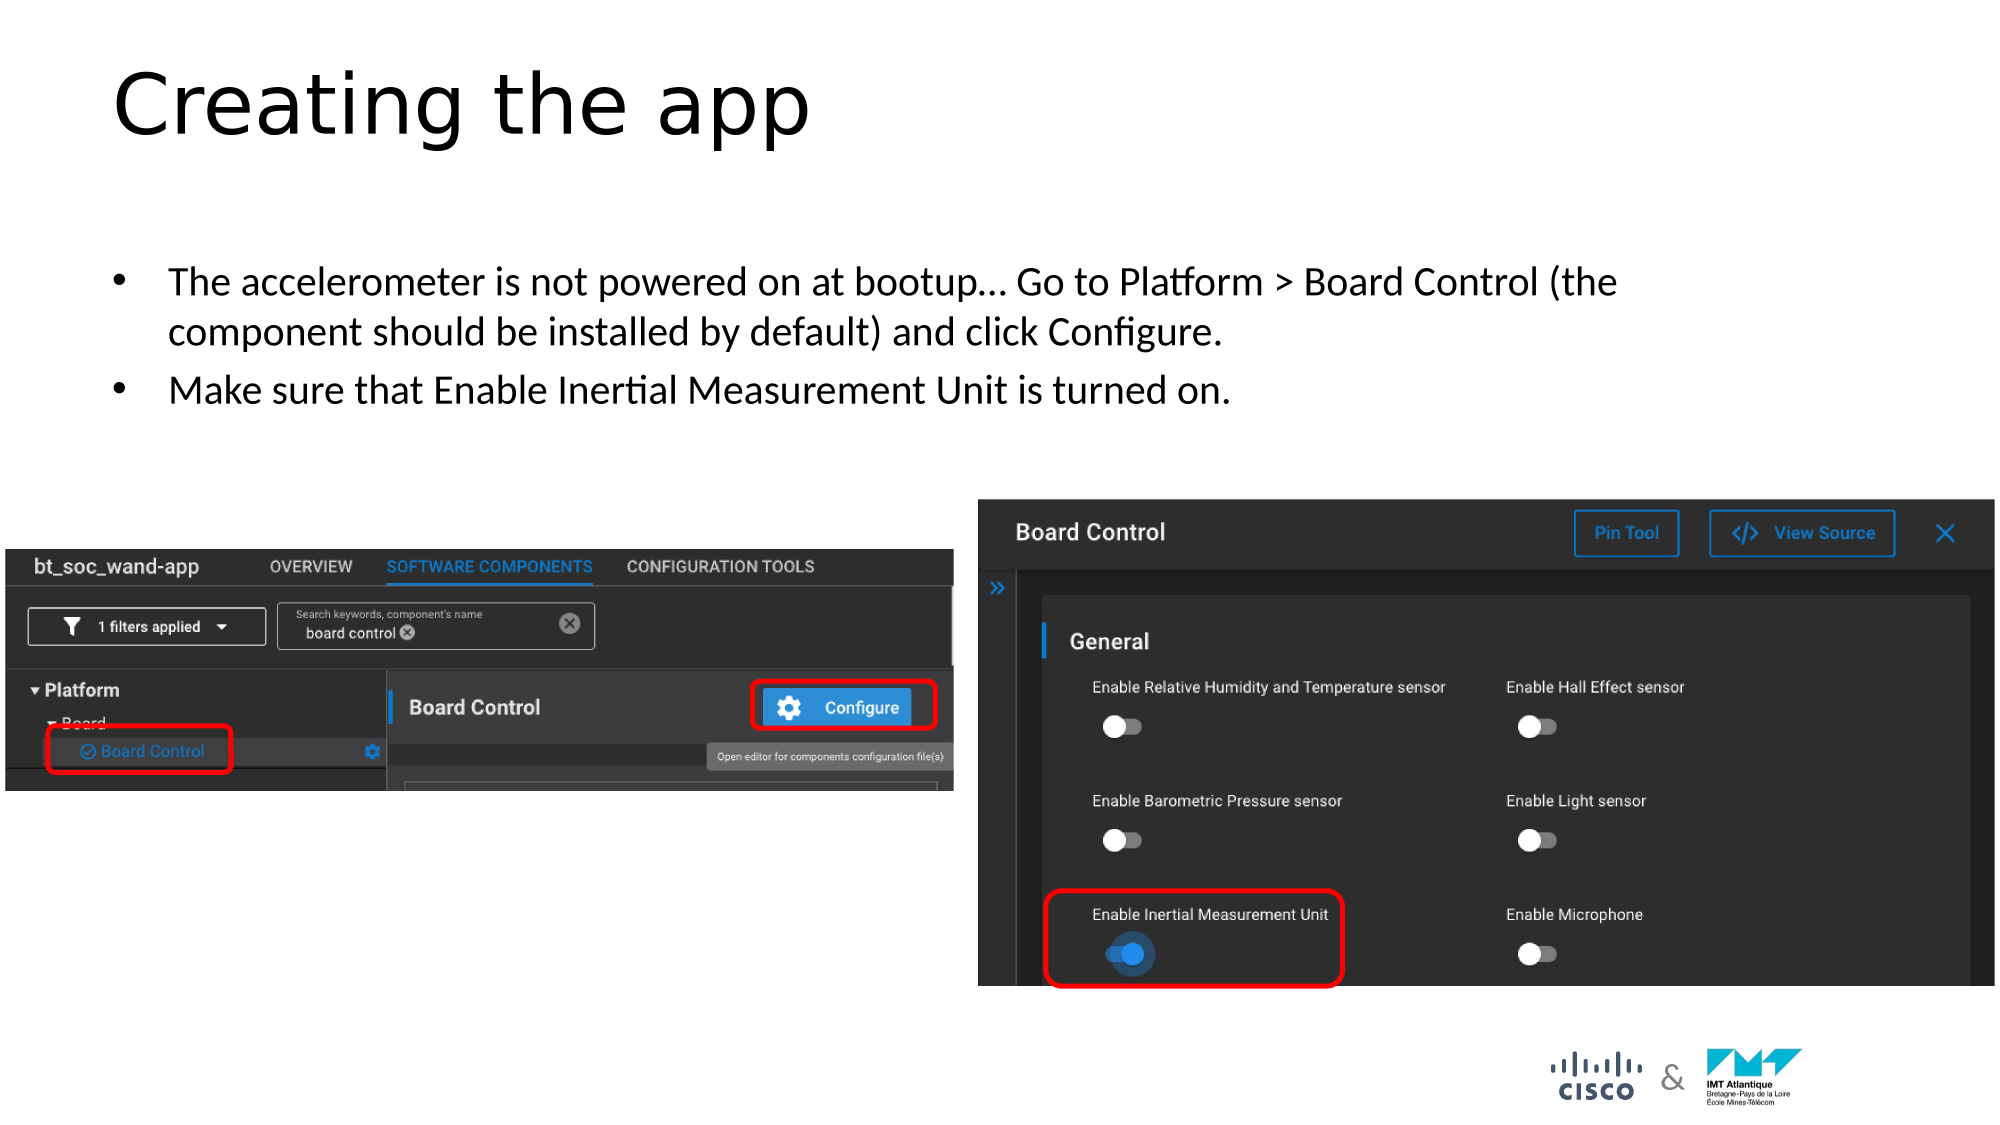 Creating the app
• The accelerometer is not powered on at bootup... Go to Platform > Board Control (the
component should be installed by default) and click Configure.
• Make sure that Enable Inertial Measurement Unit is turned on.
bt_soc_wand-app OVERVIEW SOFTWARE COMPONENTS CONFIGURATION TOOLS
Search keywords, component's name
1 filters applied board control
Platform
Board
Board Control
Board Control Configure
Open editor for components configuration file(s)
Board Control Pin Tool </> View Source
General
Enable Relative Humidity and Temperature sensor Enable Hall Effect sensor
Enable Barometric Pressure sensor Enable Light sensor
Enable Inertial Measurement Unit Enable Microphone
CISCO & IMT Atlantique
Bretagne-Pays de la Loire
École Mines-Télécom